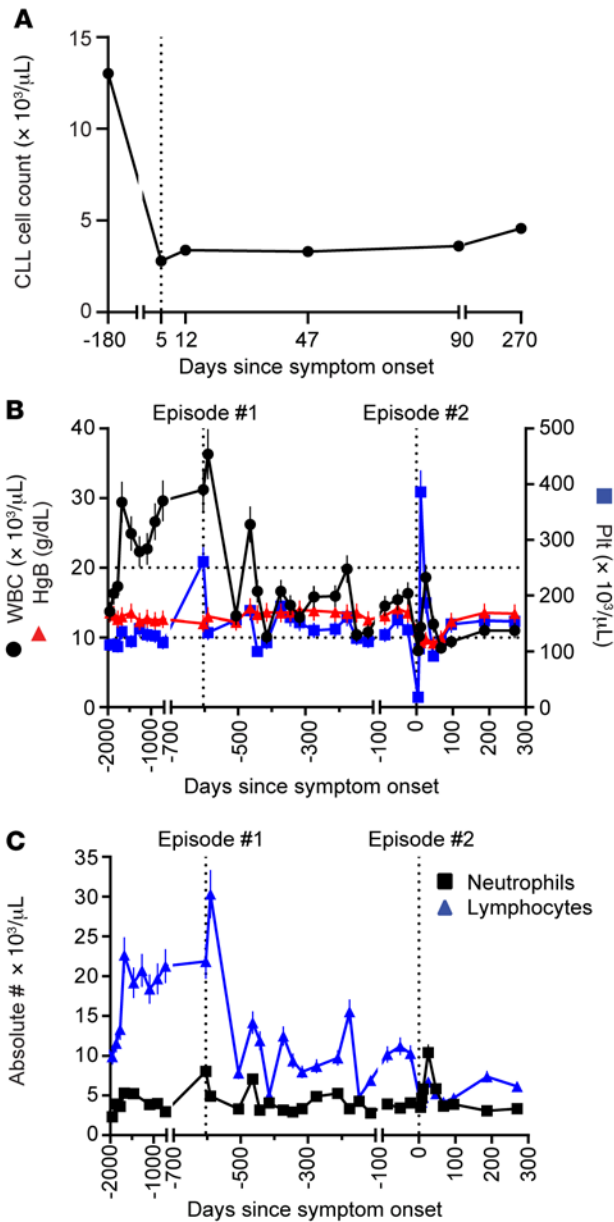 A
CLL cell count (× 10³/μL)
15
10
5
0
-180 5 12 47 90 270
Days since symptom onset
B
Episode #1 Episode #2
WBC (× 10³/μL)
HgB (g/dL)
40
30
20
10
0
500
400
300
200
100
0
Plt (× 10³/μL)
-2000 -1000 -700 -500 -300 -100 0 100 300
Days since symptom onset
C
Episode #1 Episode #2
Neutrophils
Lymphocytes
Absolute # × 10³/μL
35
30
25
20
15
10
5
0
-2000 -1000 -700 -500 -300 -100 0 100 200 300
Days since symptom onset